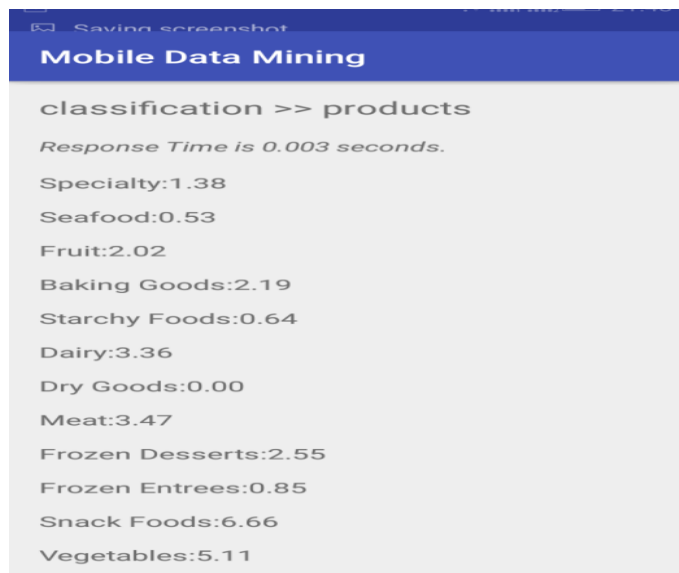 Saving screenshot
Mobile Data Mining
classification >> products
Response Time is 0.003 seconds.
Specialty:1.38
Seafood:0.53
Fruit:2.02
Baking Goods:2.19
Starchy Foods:0.64
Dairy:3.36
Dry Goods:0.00
Meat:3.47
Frozen Desserts:2.55
Frozen Entrees:0.85
Snack Foods:6.66
Vegetables:5.11